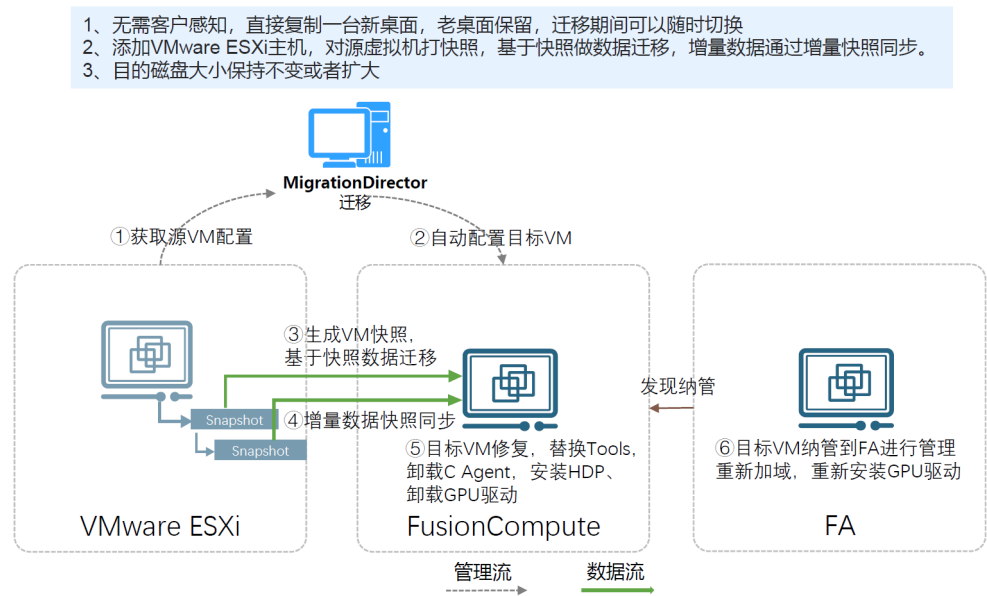 1、无需客户感知，直接复制一台新桌面，老桌面保留，迁移期间可以随时切换
2、添加VMware ESXi主机，对源虚拟机打快照，基于快照做数据迁移，增量数据通过增量快照同步。
3、目的磁盘大小保持不变或者扩大
MigrationDirector
迁移
①获取源VM配置
②自动配置目标VM
③生成VM快照，
基于快照数据迁移
发现纳管
Snapshot
④增量数据快照同步
Snapshot
⑤目标VM修复，替换Tools,
卸载C Agent，安装HDP、
卸载GPU驱动
⑥目标VM纳管到FA进行管理
重新加域，重新安装GPU驱动
VMware ESXi
FusionCompute
FA
管理流
数据流